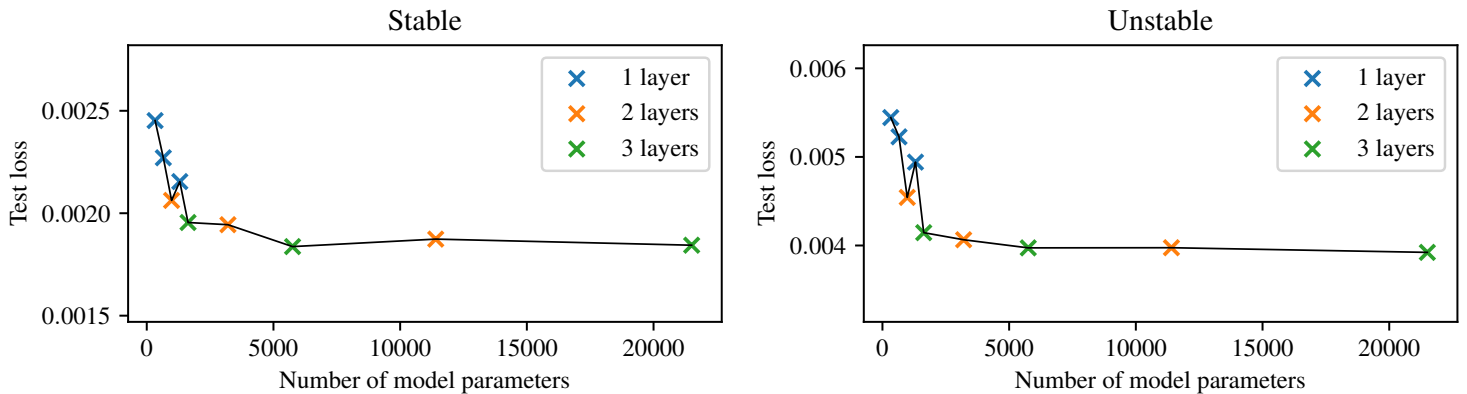 Stable
Test loss
0.0025
0.0020
0.0015
0
5000
10000
15000
20000
Number of model parameters
1 layer
2 layers
3 layers
Unstable
Test loss
0.006
0.005
0.004
0
5000
10000
15000
20000
Number of model parameters
1 layer
2 layers
3 layers